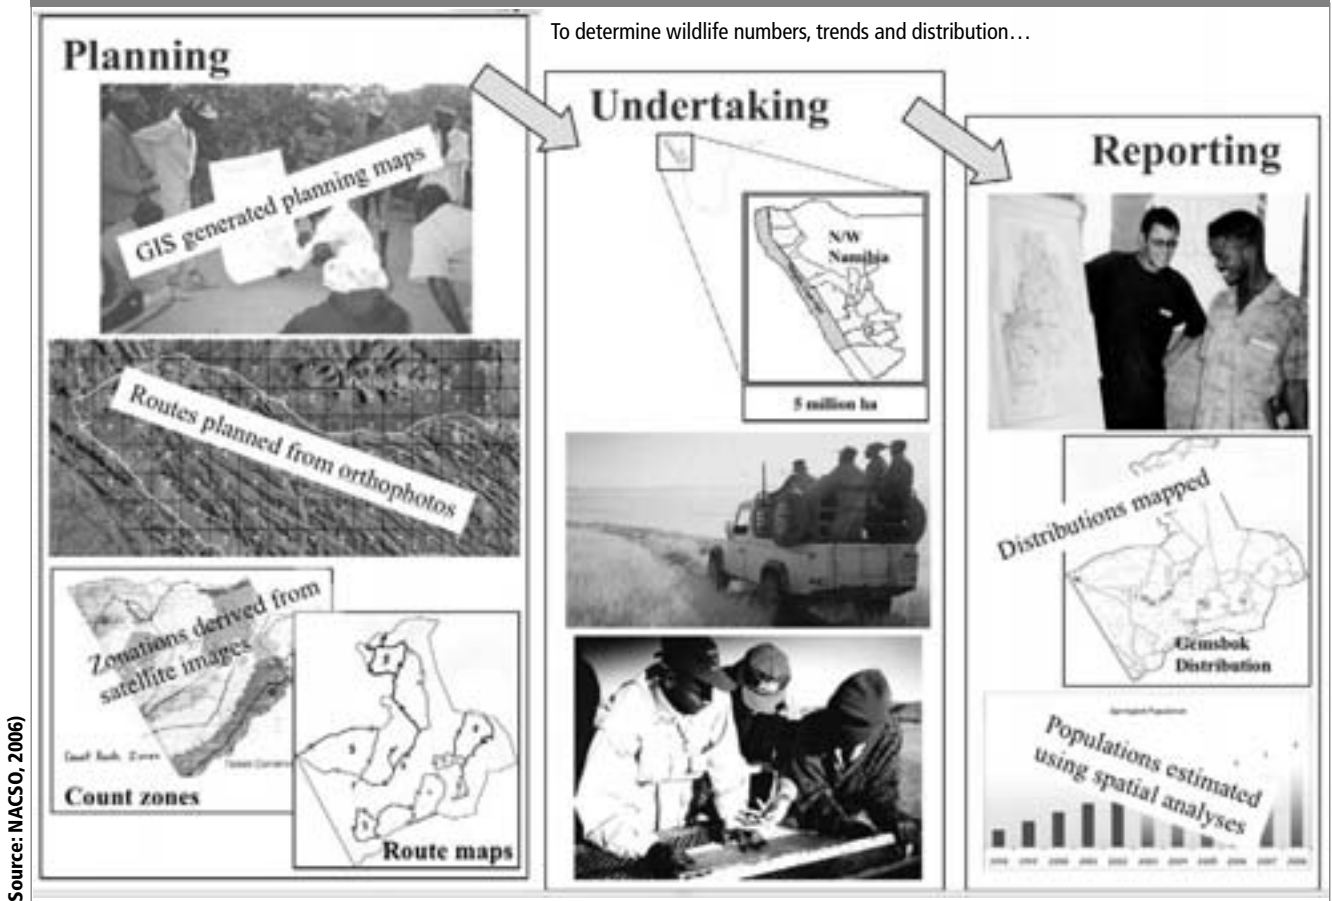 To determine wildlife numbers, trends and distribution…
Planning
GIS generated planning maps
Routes planned from orthophotos
Zonations derived from
satellite images
Count zones
Route maps
Undertaking
N/W
Namibia
5 million ha
Reporting
Distributions mapped
Gemsbok
Distribution
Populations estimated
using spatial analyses
Source: NACSO, 2006)